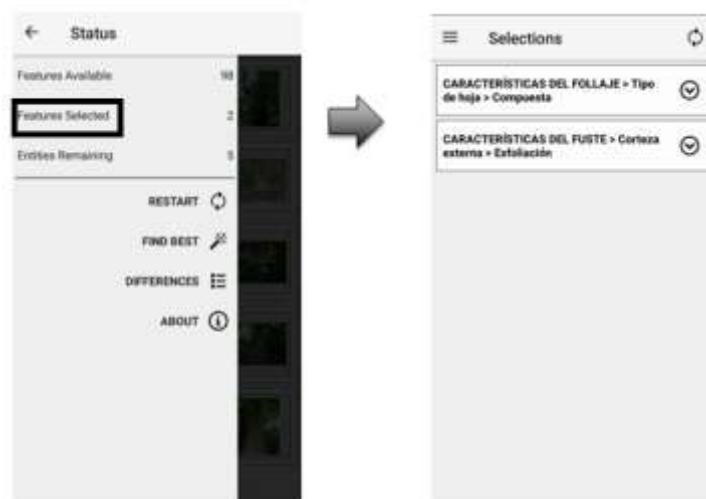 Status
Features Available 98
Features Selected 2
Entities Remaining 5
RESTART
FIND BEST
DIFFERENCES
ABOUT
Selections
CARACTERÍSTICAS DEL FOLLAJE > Tipo
de hoja > Compuesta
CARACTERÍSTICAS DEL FUSTE > Corteza
externa > Exfoliación